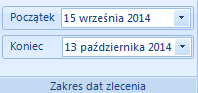 Początek 15 września 2014
Koniec 13 października 2014
Zakres dat zlecenia